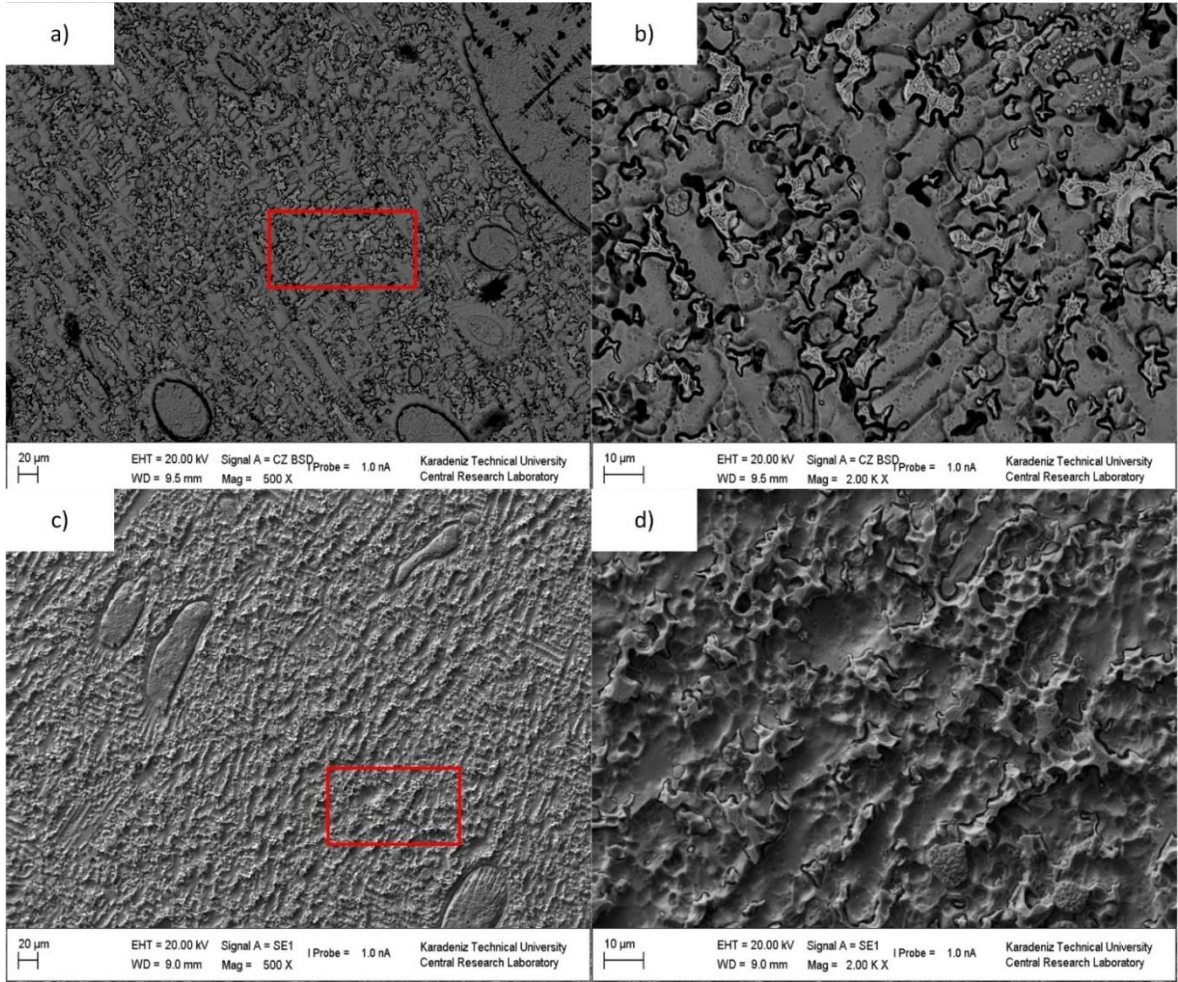 a)
b)
20 µm
EHT = 20.00 kV
Signal A = CZ BSD
I Probe = 1.0 nA
Karadeniz Technical University
WD = 9.5 mm
Mag = 500 X
Central Research Laboratory
10 µm
EHT = 20.00 kV
Signal A = CZ BSD
I Probe = 1.0 nA
Karadeniz Technical University
WD = 9.5 mm
Mag = 2.00 K X
Central Research Laboratory
c)
d)
20 µm
EHT = 20.00 kV
Signal A = SE1
I Probe = 1.0 nA
Karadeniz Technical University
WD = 9.0 mm
Mag = 500 X
Central Research Laboratory
10 µm
EHT = 20.00 kV
Signal A = SE1
I Probe = 1.0 nA
Karadeniz Technical University
WD = 9.0 mm
Mag = 2.00 K X
Central Research Laboratory